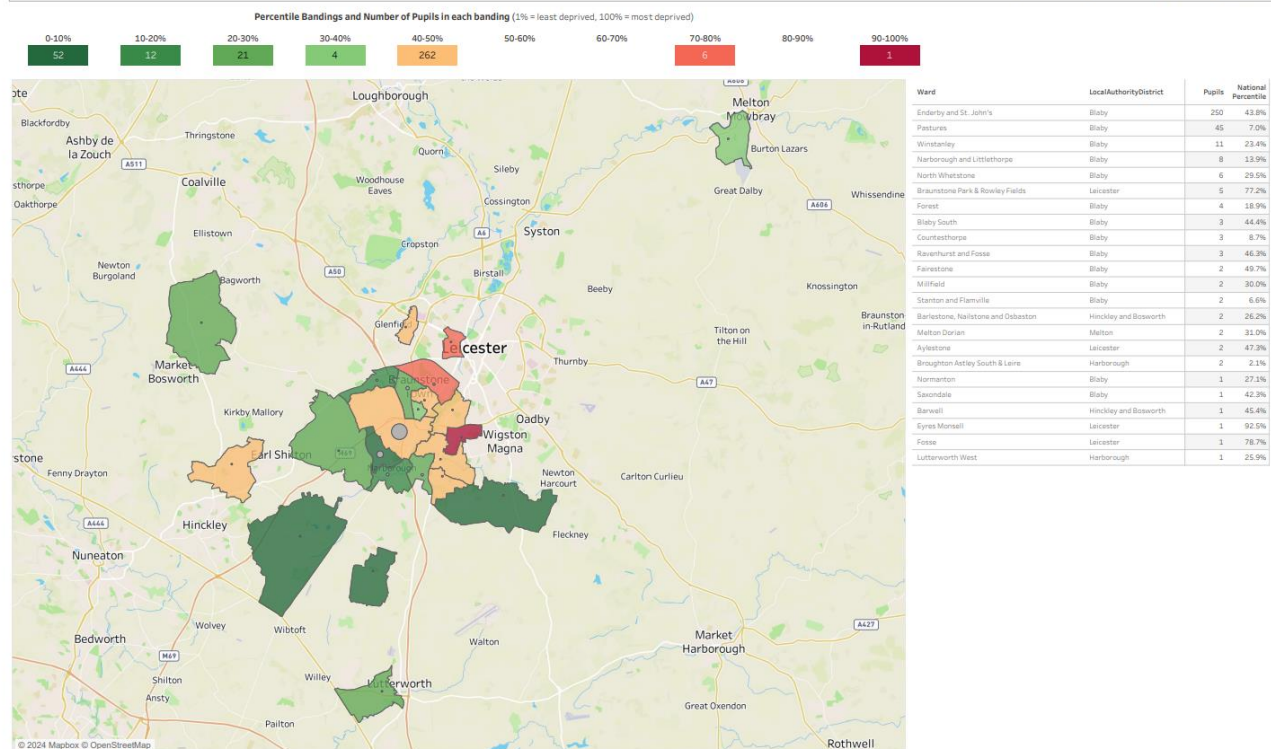 Percentile Bandings and Number of Pupils in each banding (1% = least deprived, 100% = most deprived)
0-10% 10-20% 20-30% 30-40% 40-50% 50-60% 60-70% 70-80% 80-90% 90-100%
52 12 21 4 262 6 1
Ward LocalAuthorityDistrict Pupils National Percentile
Enderby and St. John's Blaby 250 43.8%
Pastures Blaby 45 7.0%
Winstanley Blaby 11 23.4%
Narborough and Littlethorpe Blaby 8 13.9%
North Whetstone Blaby 6 29.5%
Braunstone Park & Rowley Fields Leicester 5 77.2%
Forest Blaby 4 18.9%
Blaby South Blaby 3 44.4%
Countesthorpe Blaby 3 8.7%
Ravenhurst and Fosse Blaby 3 46.3%
Fairestone Blaby 2 49.7%
Millfield Blaby 2 30.0%
Stanton and Flamville Blaby 2 6.6%
Barlestone, Nailstone and Osbaston Hinckley and Bosworth 2 26.2%
Melton Dorian Melton 2 31.0%
Aylestone Leicester 2 47.3%
Broughton Astley South & Leire Harborough 2 2.1%
Normanton Blaby 1 27.1%
Saxondale Blaby 1 42.3%
Barwell Hinckley and Bosworth 1 45.4%
Eyres Monsell Leicester 1 92.5%
Fosse Leicester 1 78.7%
Lutterworth West Harborough 1 25.9%
ote
Loughborough
A606
Melton
Mowbray
Blackfordby
Ashby de
la Zouch
Thringstone
A511
Quorn
Burton Lazars
Sileby
Coalville
Woodhouse
Eaves
sthorpe
Oakthorpe
Cossington
Great Dalby
Whissendine
A606
Ellistown
A6
Syston
Cropston
Newton
Burgoland
Bagworth
A50
Birstall
Beeby
Knossington
Glenfie
Braunston-
in-Rutland
Tilton on
the Hill
Leicester
Thurnby
Market
Bosworth
A444
Braunstone
Town
A47
Kirkby Mallory
Oadby
Earl Shilton
M69
Wigston
Magna
rstone
Fenny Drayton
Narborough
Newton
Harcourt
Carlton Curlieu
A444
Hinckley
Fleckney
Nuneaton
Wolvey
Wibtoft
A427
Bedworth
Walton
Market
Harborough
M69
Shilton
Willey
Lutterworth
Ansty
Great Oxendon
Pailton
Rothwell
© 2024 Mapbox © OpenStreetMap